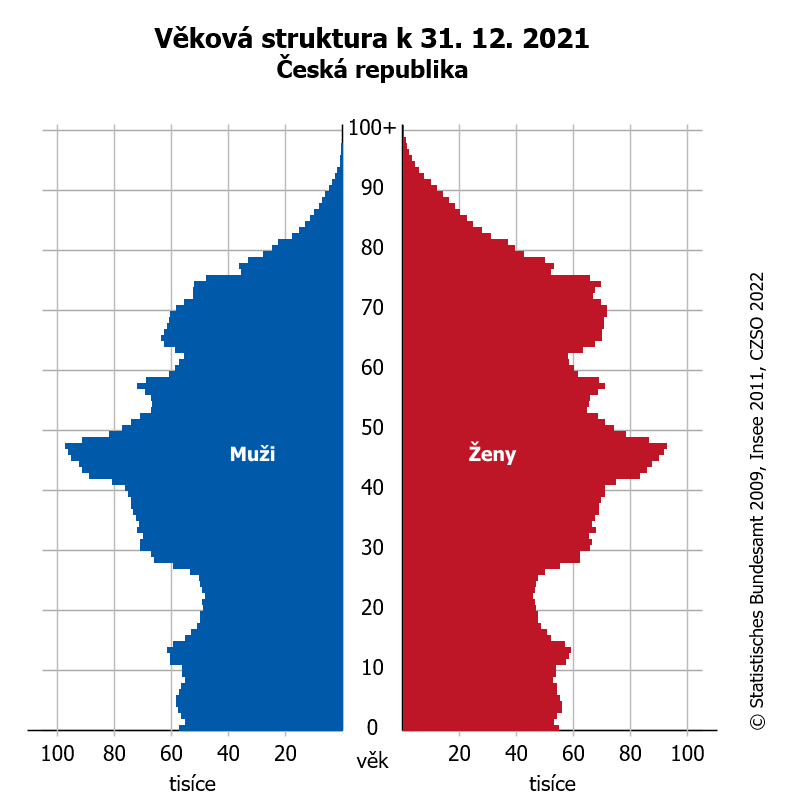 Věková struktura k 31. 12. 2021
Česká republika
100+
90
80
70
60
50
40
30
20
10
0
Muži
Ženy
100 80 60 40 20
věk
20 40 60 80 100
tisíce
tisíce
© Statistisches Bundesamt 2009, Insee 2011, CZSO 2022